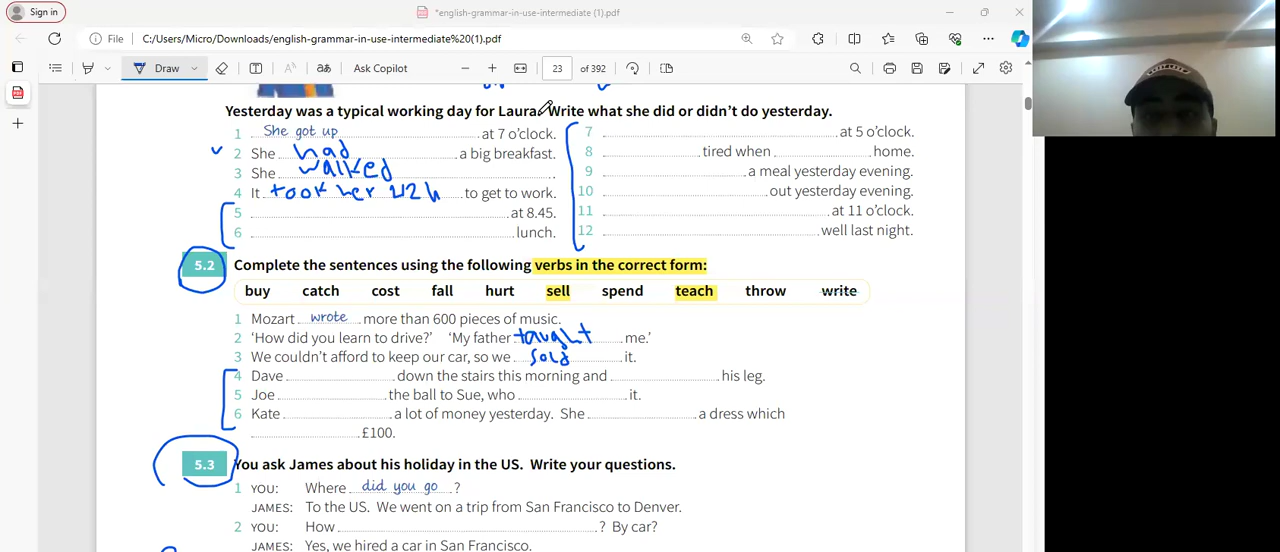 Sign in
*english-grammar-in-use-intermediate (1).pdf
File C:/Users/Micro/Downloads/english-grammar-in-use-intermediate%20(1).pdf
Draw
Ask Copilot
23 of 392
Yesterday was a typical working day for Laura. Write what she did or didn't do yesterday.
1 She got up at 7 o'clock.
2 She had a big breakfast.
3 She walked .
4 It took her to get to work.
5 at 8.45.
6 lunch.
7 at 5 o'clock.
8 tired when home.
9 a meal yesterday evening.
10 out yesterday evening.
11 at 11 o'clock.
12 well last night.
5.2 Complete the sentences using the following verbs in the correct form:
buy catch cost fall hurt sell spend teach throw write
1 Mozart wrote more than 600 pieces of music.
2 'How did you learn to drive?' 'My father taught me.'
3 We couldn't afford to keep our car, so we sold it.
4 Dave down the stairs this morning and his leg.
5 Joe the ball to Sue, who it.
6 Kate a lot of money yesterday. She a dress which
£100.
5.3 You ask James about his holiday in the US. Write your questions.
1 YOU: Where did you go ?
JAMES: To the US. We went on a trip from San Francisco to Denver.
2 YOU: How ? By car?
JAMES: Yes, we hired a car in San Francisco.